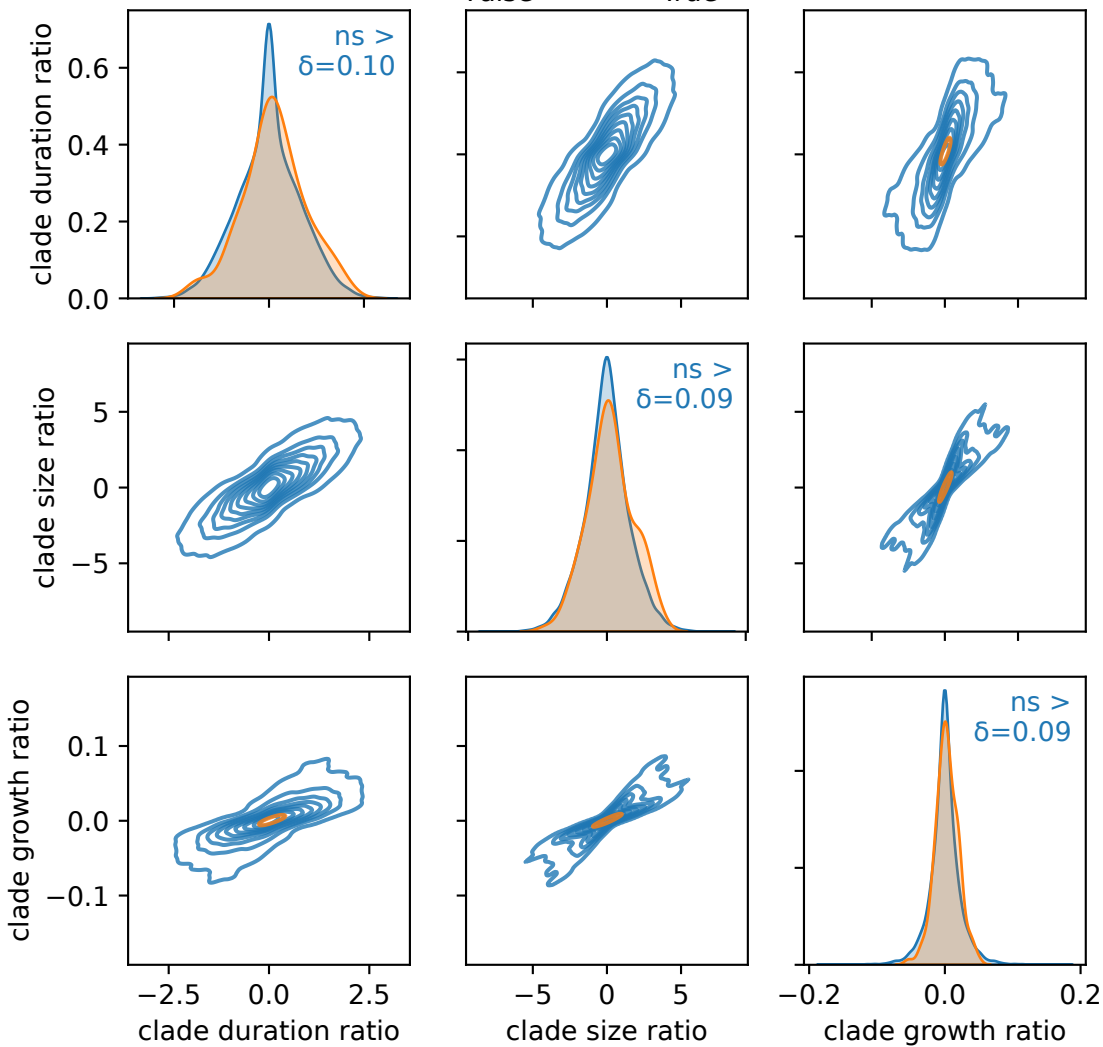 clade duration ratio
0.6
0.4
0.2
0.0
ns >
δ=0.10
clade size ratio
5
0
−5
ns >
δ=0.09
clade growth ratio
0.1
0.0
−0.1
ns >
δ=0.09
−2.5 0.0 2.5
−5 0 5
−0.2 0.0 0.2
clade duration ratio
clade size ratio
clade growth ratio